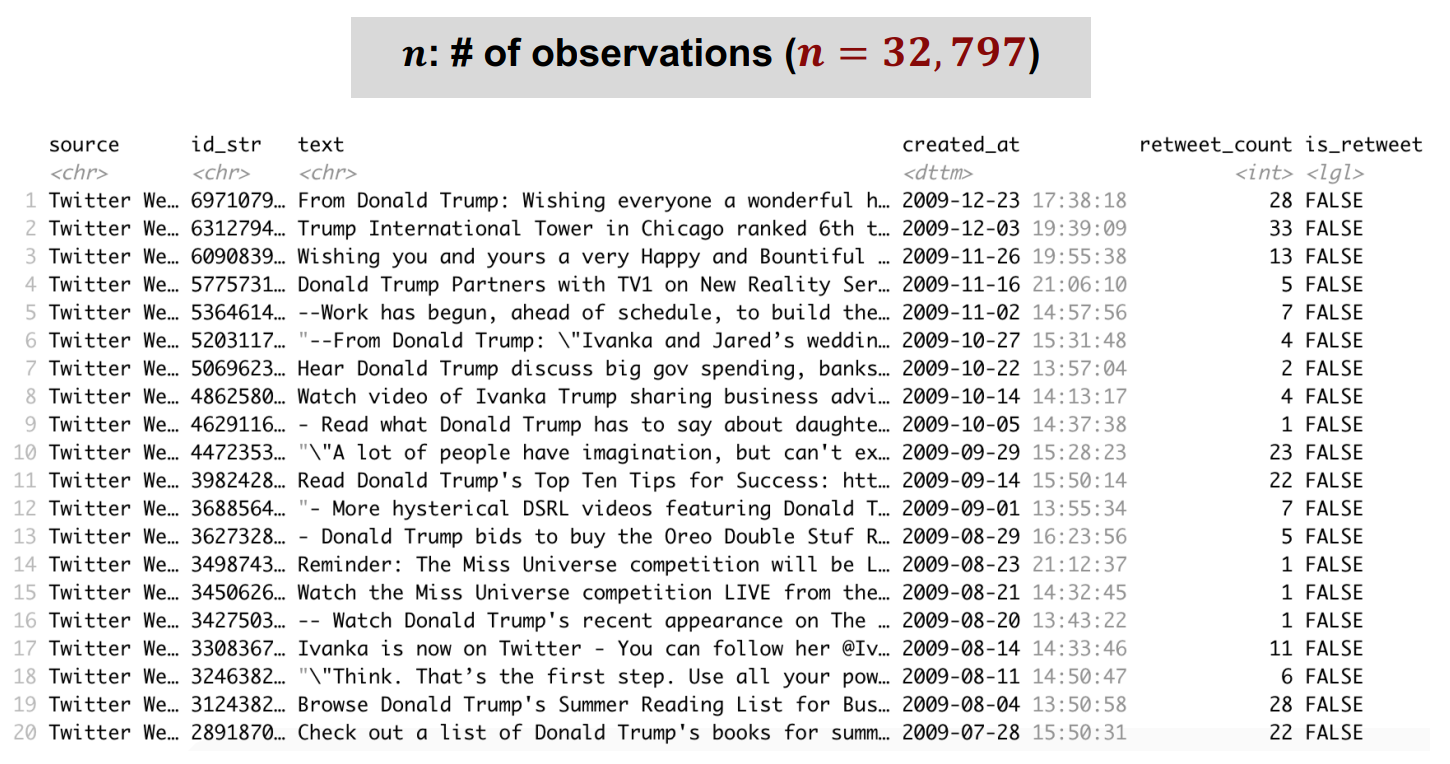 n: # of observations (n = 32,797)
source id_str text created_at retweet_count is_retweet
<chr> <chr> <chr> <dttm> <int> <lgl>
1 Twitter We… 6971079… From Donald Trump: Wishing everyone a wonderful h… 2009-12-23 17:38:18 28 FALSE
2 Twitter We… 6312794… Trump International Tower in Chicago ranked 6th t… 2009-12-03 19:39:09 33 FALSE
3 Twitter We… 6090839… Wishing you and yours a very Happy and Bountiful … 2009-11-26 19:55:38 13 FALSE
4 Twitter We… 5775731… Donald Trump Partners with TV1 on New Reality Ser… 2009-11-16 21:06:10 5 FALSE
5 Twitter We… 5364614… --Work has begun, ahead of schedule, to build the… 2009-11-02 14:57:56 7 FALSE
6 Twitter We… 5203117… "--From Donald Trump: \"Ivanka and Jared’s weddin… 2009-10-27 15:31:48 4 FALSE
7 Twitter We… 5069623… Hear Donald Trump discuss big gov spending, banks… 2009-10-22 13:57:04 2 FALSE
8 Twitter We… 4862580… Watch video of Ivanka Trump sharing business advi… 2009-10-14 14:13:17 4 FALSE
9 Twitter We… 4629116… - Read what Donald Trump has to say about daughte… 2009-10-05 14:37:38 1 FALSE
10 Twitter We… 4472353… "\"A lot of people have imagination, but can't ex… 2009-09-29 15:28:23 23 FALSE
11 Twitter We… 3982428… Read Donald Trump's Top Ten Tips for Success: htt… 2009-09-14 15:50:14 22 FALSE
12 Twitter We… 3688564… "- More hysterical DSRL videos featuring Donald T… 2009-09-01 13:55:34 7 FALSE
13 Twitter We… 3627328… - Donald Trump bids to buy the Oreo Double Stuf R… 2009-08-29 16:23:56 5 FALSE
14 Twitter We… 3498743… Reminder: The Miss Universe competition will be L… 2009-08-23 21:12:37 1 FALSE
15 Twitter We… 3450626… Watch the Miss Universe competition LIVE from the… 2009-08-21 14:32:45 1 FALSE
16 Twitter We… 3427503… -- Watch Donald Trump's recent appearance on The … 2009-08-20 13:43:22 1 FALSE
17 Twitter We… 3308367… Ivanka is now on Twitter - You can follow her @Iv… 2009-08-14 14:33:46 11 FALSE
18 Twitter We… 3246382… "\"Think. That’s the first step. Use all your pow… 2009-08-11 14:50:47 6 FALSE
19 Twitter We… 3124382… Browse Donald Trump's Summer Reading List for Bus… 2009-08-04 13:50:58 28 FALSE
20 Twitter We… 2891870… Check out a list of Donald Trump's books for summ… 2009-07-28 15:50:31 22 FALSE